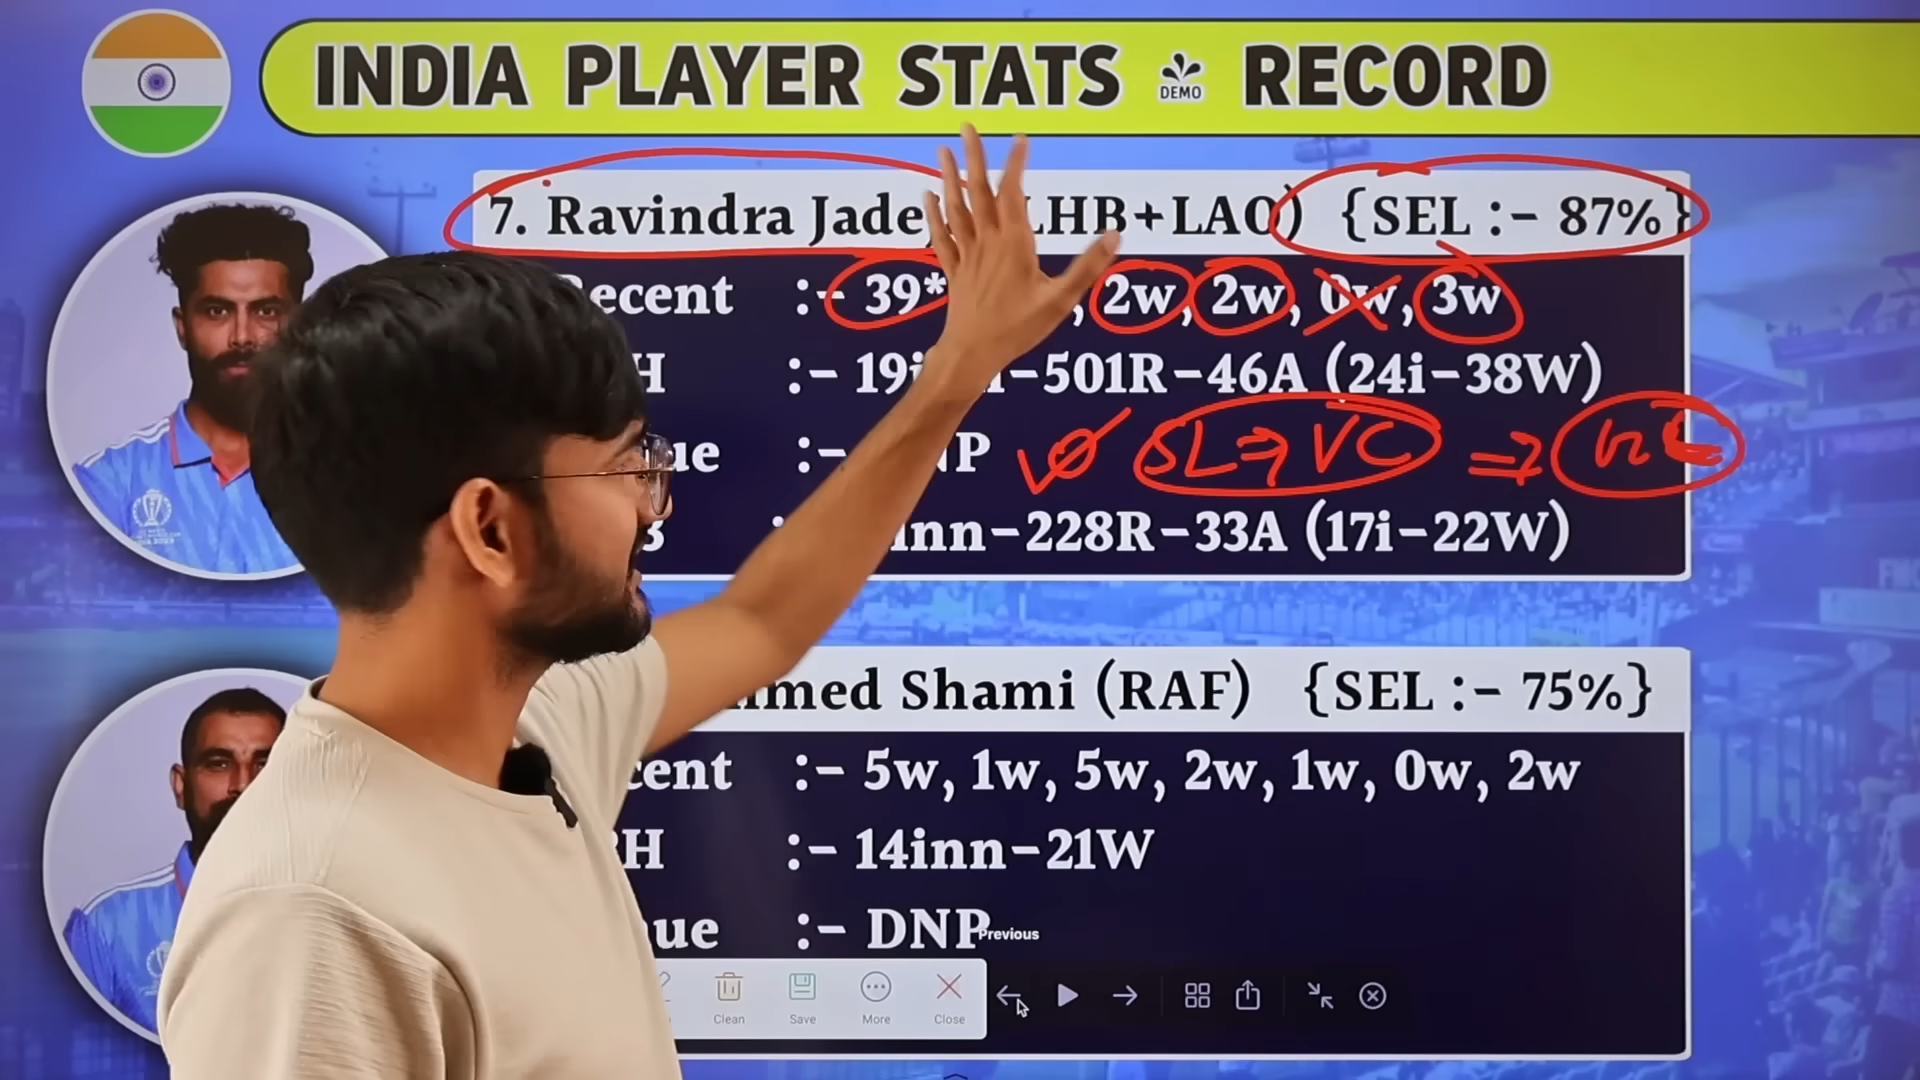 INDIA PLAYER STATS DEMO RECORD
7. Ravindra Jade LHB+LAO) {SEL :- 87%}
ecent :- 39* , 2w, 2w, 0w, 3w
H :- 19i n-501R-46A (24i-38W)
ue :- NP SL⇒VC ⇒
inn-228R-33A (17i-22W)
med Shami (RAF) {SEL :- 75%}
cent :- 5w, 1w, 5w, 2w, 1w, 0w, 2w
H :- 14inn-21W
ue :- DNP
Previous
Clean Save More Close